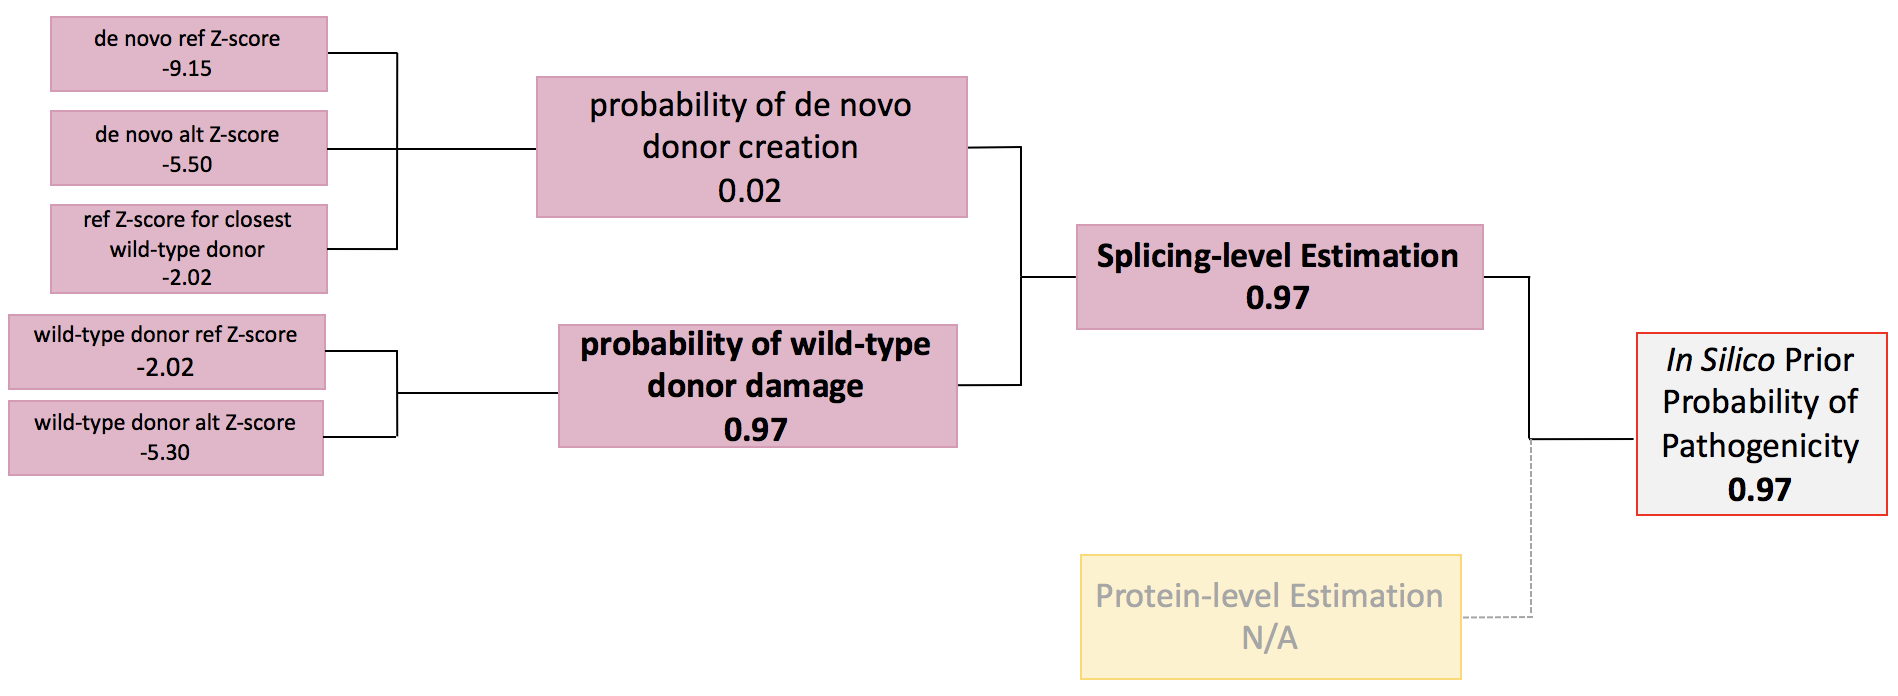 de novo ref Z-score
-9.15
de novo alt Z-score
-5.50
ref Z-score for closest
wild-type donor
-2.02
wild-type donor ref Z-score
-2.02
wild-type donor alt Z-score
-5.30
probability of de novo
donor creation
0.02
probability of wild-type
donor damage
0.97
Splicing-level Estimation
0.97
Protein-level Estimation
N/A
In Silico Prior
Probability of
Pathogenicity
0.97